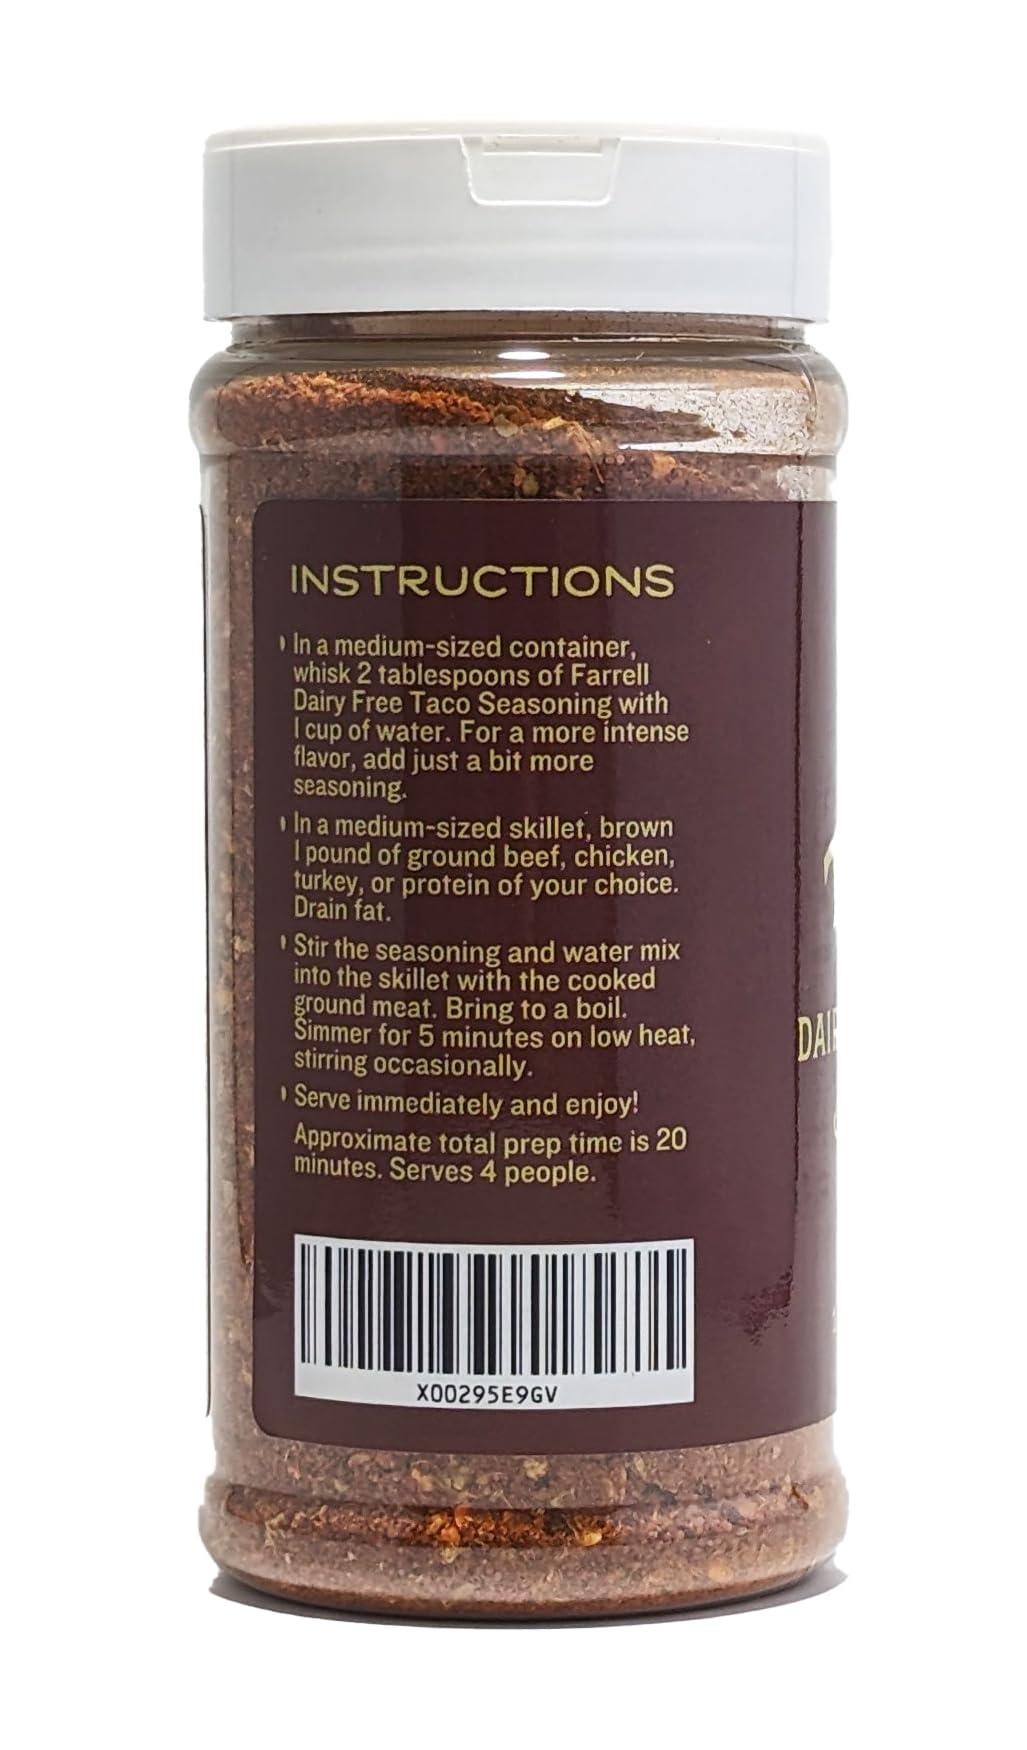 INSTRUCTIONS
In a medium-sized container,
whisk 2 tablespoons of Farrell
Dairy Free Taco Seasoning with
1 cup of water. For a more intense
flavor, add just a bit more
seasoning.
In a medium-sized skillet, brown
1 pound of ground beef, chicken,
turkey, or protein of your choice.
Drain fat.
Stir the seasoning and water mix
into the skillet with the cooked
ground meat. Bring to a boil.
Simmer for 5 minutes on low heat,
stirring occasionally.
Serve immediately and enjoy!
Approximate total prep time is 20
minutes. Serves 4 people.
X00295E9GV